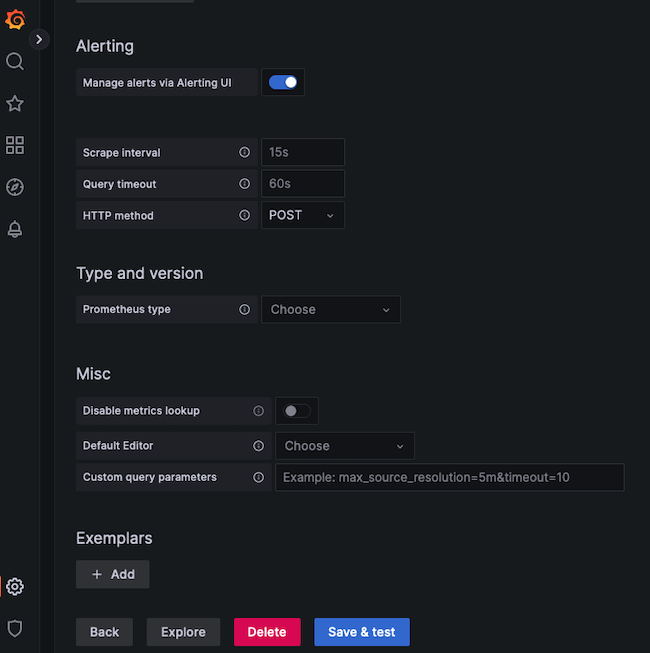 Alerting
Manage alerts via Alerting UI
Scrape interval 15s
Query timeout 60s
HTTP method POST
Type and version
Prometheus type Choose
Misc
Disable metrics lookup
Default Editor Choose
Custom query parameters Example: max_source_resolution=5m&timeout=10
Exemplars
+ Add
Back Explore Delete Save & test